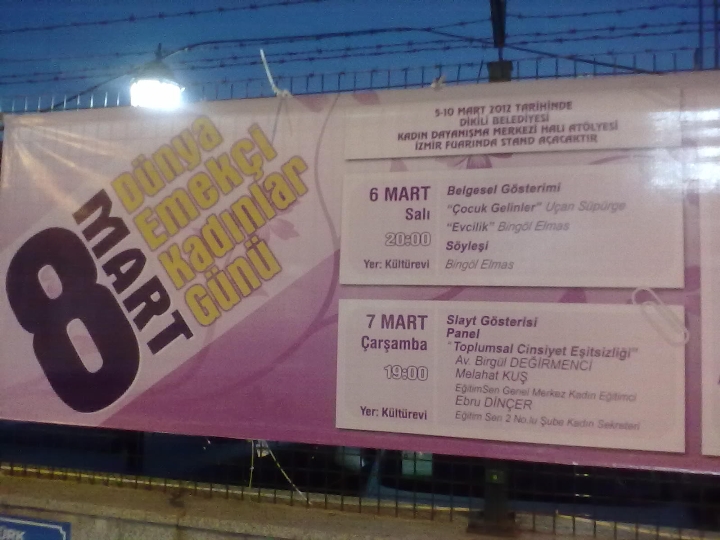 8 MART
Dünya
Emekçi
Kadınlar
Günü
5-10 MART 2012 TARİHİNDE
DİKİLİ BELEDİYESİ
KADIN DAYANIŞMA MERKEZİ HALI ATÖLYESİ
İZMİR FUARINDA STAND AÇACAKTIR
6 MART
Salı
20:00
Yer: Kültürevi
Belgesel Gösterimi
"Çocuk Gelinler" Uçan Süpürge
"Evcilik" Bingöl Elmas
Söyleşi
Bingöl Elmas
7 MART
Çarşamba
19:00
Yer: Kültürevi
Slayt Gösterisi
Panel
"Toplumsal Cinsiyet Eşitsizliği"
Av. Birgül DEĞİRMENCİ
Melahat KUŞ
EğitimSen Genel Merkez Kadın Eğitimci
Ebru DİNÇER
Eğitim Sen 2 No.lu Şube Kadın Sekreteri